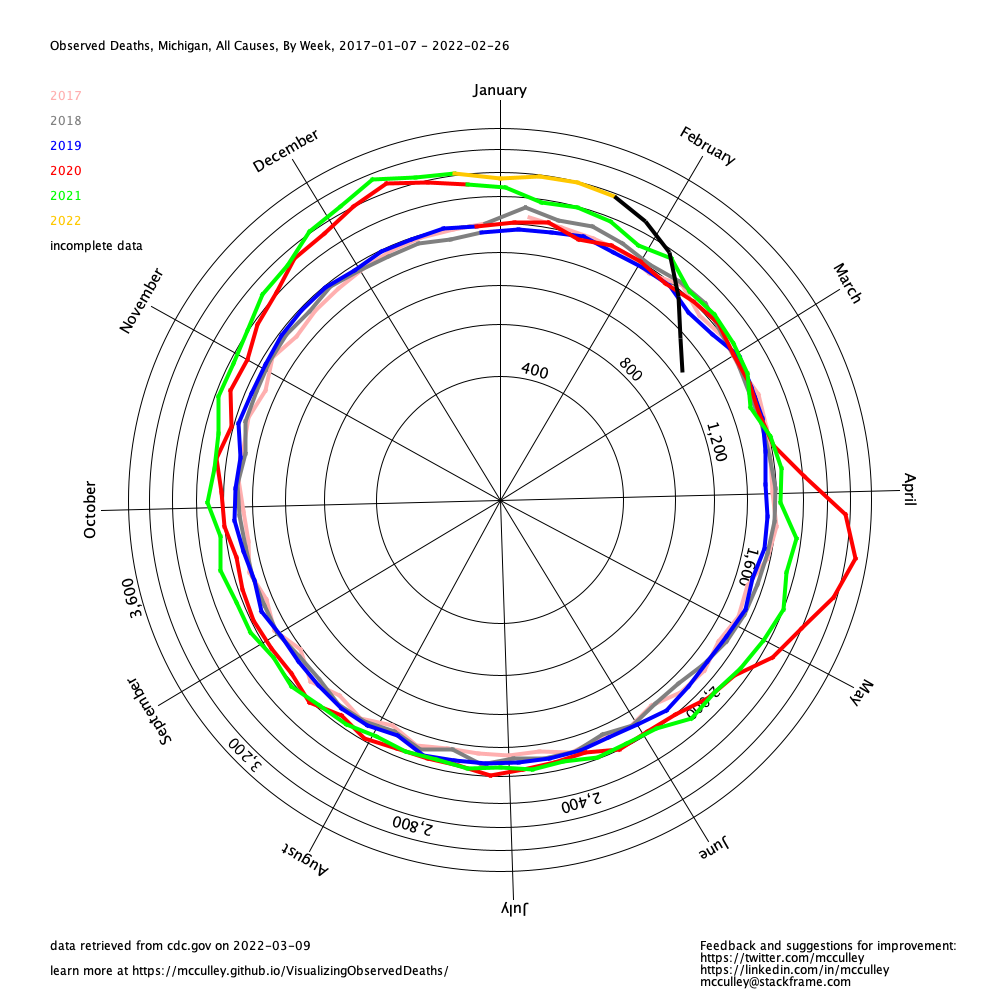 Observed Deaths, Michigan, All Causes, By Week, 2017-01-07 - 2022-02-26
January
2017
2018
2019
2020
2021
2022
incomplete data
December
February
November
March
October
April
September
May
August
June
July
400
800
1,200
1,600
2,000
2,400
2,800
3,200
3,600
data retrieved from cdc.gov on 2022-03-09
learn more at https://mcculley.github.io/VisualizingObservedDeaths/
Feedback and suggestions for improvement:
https://twitter.com/mcculley
https://linkedin.com/in/mcculley
mcculley@stackframe.com